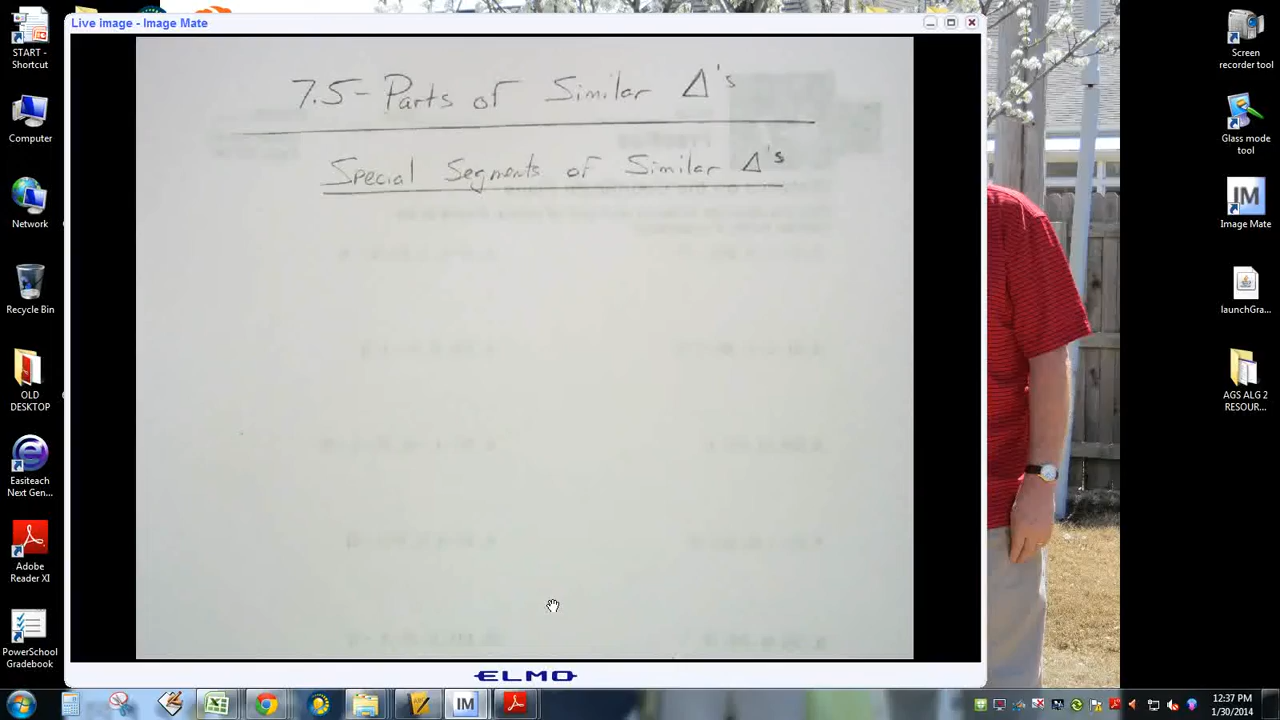 Live image - Image Mate
START -
Shortcut
Computer
Network
Recycle Bin
OLD
DESKTOP
Easiteach
Next Gen...
Adobe
Reader XI
PowerSchool
Gradebook
7.5 - Parts of Similar Δ's
Special Segments of Similar Δ's
ELMO
Screen
recorder tool
Glass mode
tool
IM
Image Mate
launchGra...
AGS ALG 2
RESOUR...
IM
12:37 PM
1/30/2014